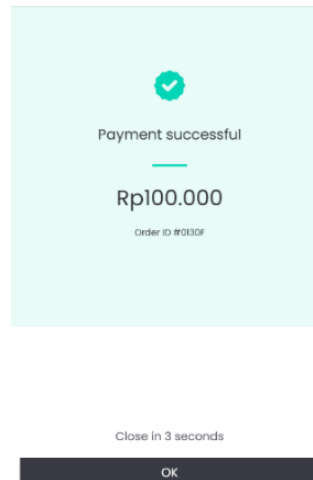 Payment successful
Rp100.000
Order ID #0130F
Close in 3 seconds
OK